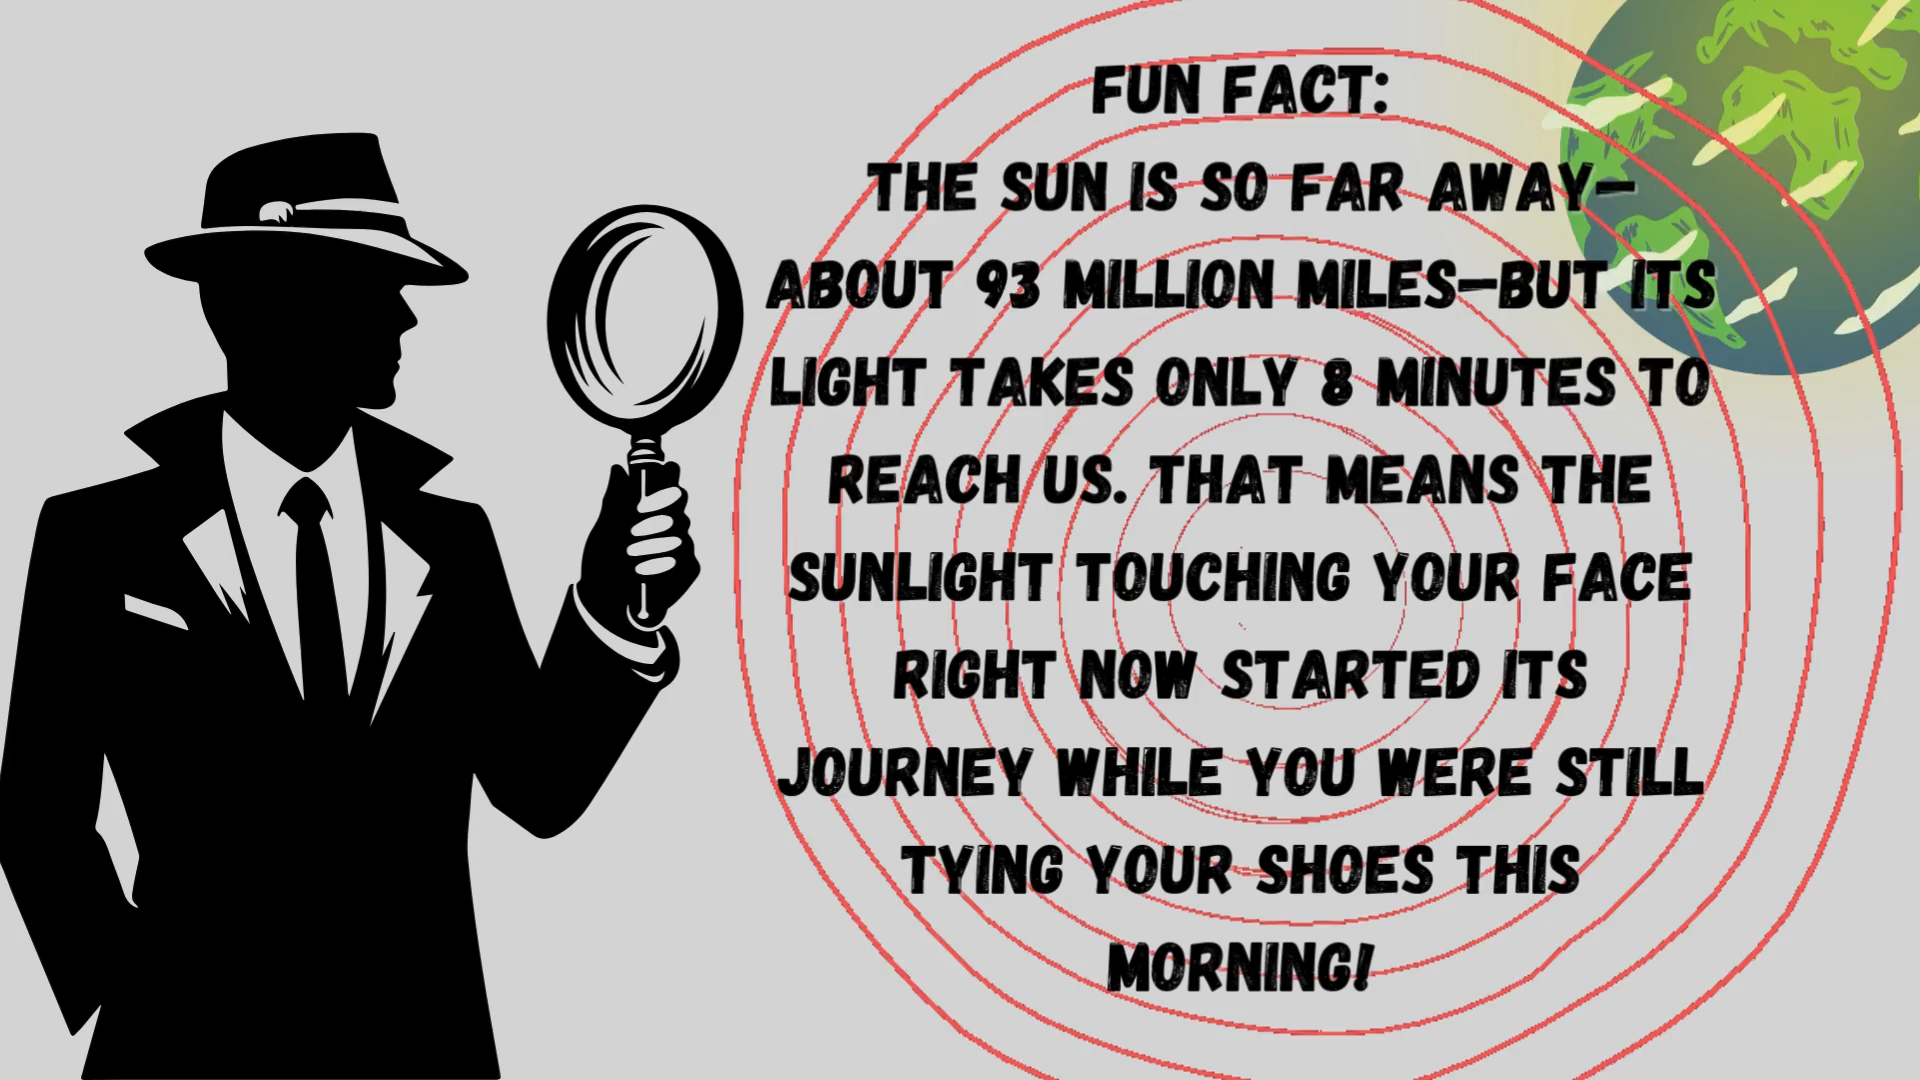 FUN FACT:
THE SUN IS SO FAR AWAY—
ABOUT 93 MILLION MILES—BUT ITS
LIGHT TAKES ONLY 8 MINUTES TO
REACH US. THAT MEANS THE
SUNLIGHT TOUCHING YOUR FACE
RIGHT NOW STARTED ITS
JOURNEY WHILE YOU WERE STILL
TYING YOUR SHOES THIS
MORNING!